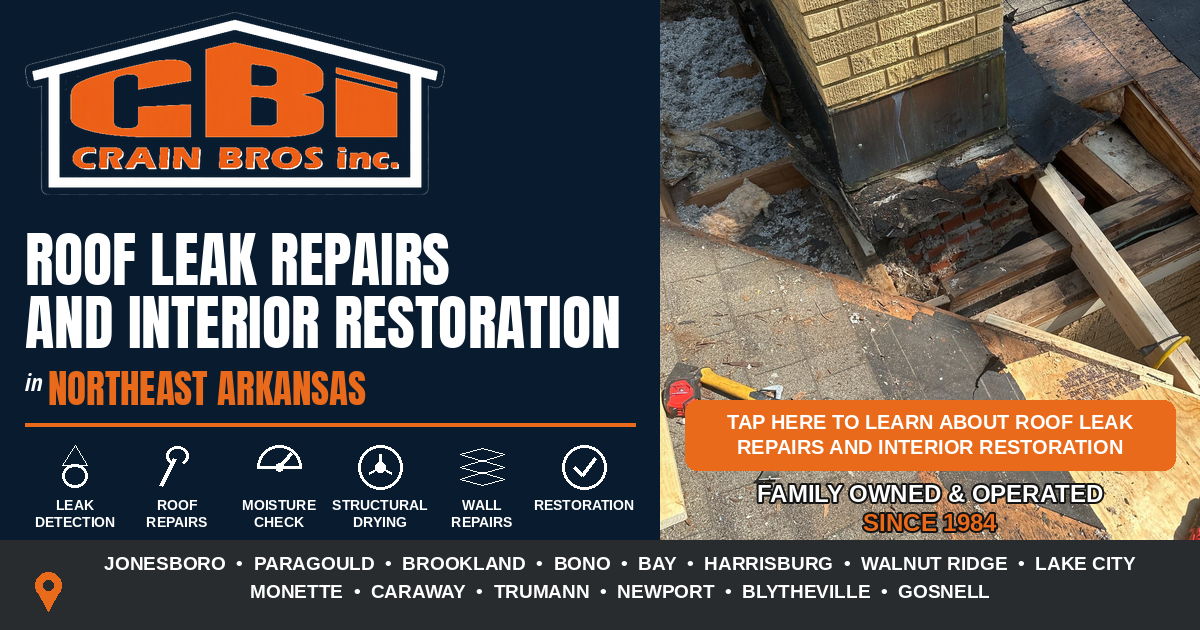 CBi
CRAIN BROS inc.
ROOF LEAK REPAIRS
AND INTERIOR RESTORATION
in NORTHEAST ARKANSAS
LEAK DETECTION
ROOF REPAIRS
MOISTURE CHECK
STRUCTURAL DRYING
WALL REPAIRS
RESTORATION
TAP HERE TO LEARN ABOUT ROOF LEAK
REPAIRS AND INTERIOR RESTORATION
FAMILY OWNED & OPERATED
SINCE 1984
JONESBORO • PARAGOULD • BROOKLAND • BONO • BAY • HARRISBURG • WALNUT RIDGE • LAKE CITY
MONETTE • CARAWAY • TRUMANN • NEWPORT • BLYTHEVILLE • GOSNELL